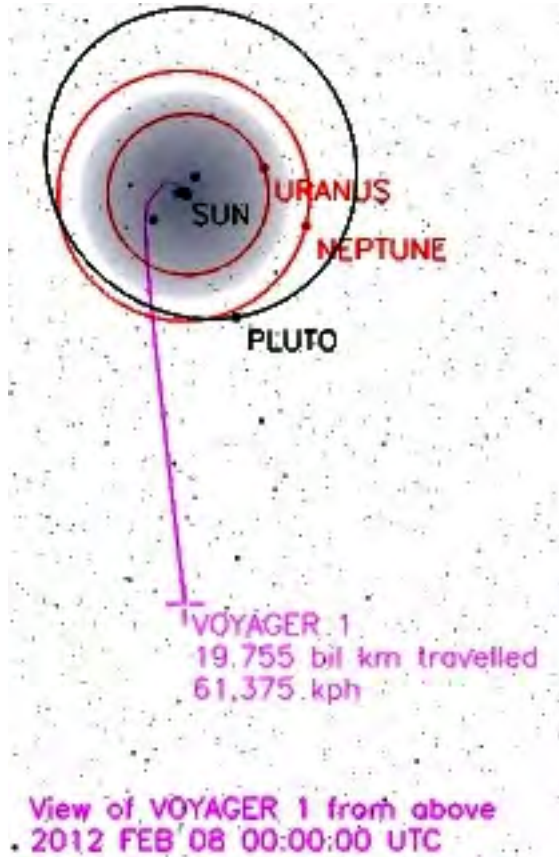 URANUS
SUN
NEPTUNE
PLUTO
VOYAGER 1
19.755 bil km travelled
61,375 kph
View of VOYAGER 1 from above
2012 FEB 08 00:00:00 UTC